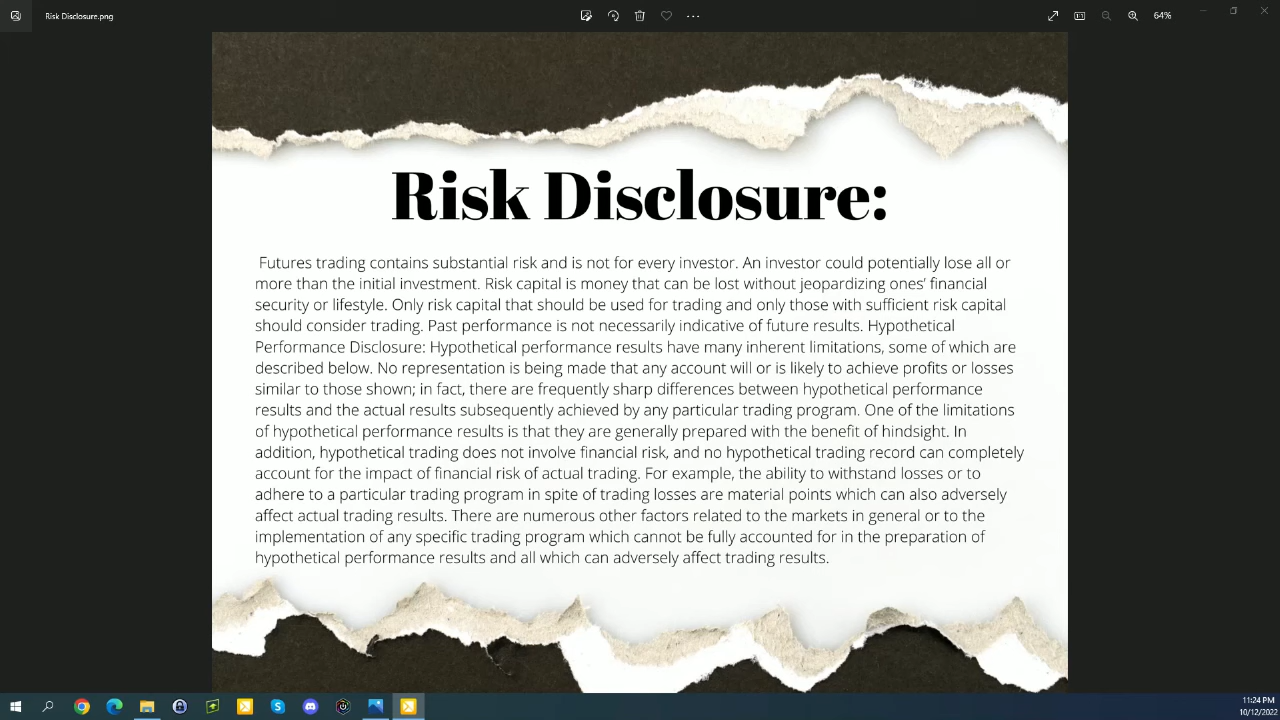 Risk Disclosure.png
64%
Risk Disclosure:
Futures trading contains substantial risk and is not for every investor. An investor could potentially lose all or
more than the initial investment. Risk capital is money that can be lost without jeopardizing ones’ financial
security or lifestyle. Only risk capital that should be used for trading and only those with sufficient risk capital
should consider trading. Past performance is not necessarily indicative of future results. Hypothetical
Performance Disclosure: Hypothetical performance results have many inherent limitations, some of which are
described below. No representation is being made that any account will or is likely to achieve profits or losses
similar to those shown; in fact, there are frequently sharp differences between hypothetical performance
results and the actual results subsequently achieved by any particular trading program. One of the limitations
of hypothetical performance results is that they are generally prepared with the benefit of hindsight. In
addition, hypothetical trading does not involve financial risk, and no hypothetical trading record can completely
account for the impact of financial risk of actual trading. For example, the ability to withstand losses or to
adhere to a particular trading program in spite of trading losses are material points which can also adversely
affect actual trading results. There are numerous other factors related to the markets in general or to the
implementation of any specific trading program which cannot be fully accounted for in the preparation of
hypothetical performance results and all which can adversely affect trading results.
11:24 PM
10/12/2022